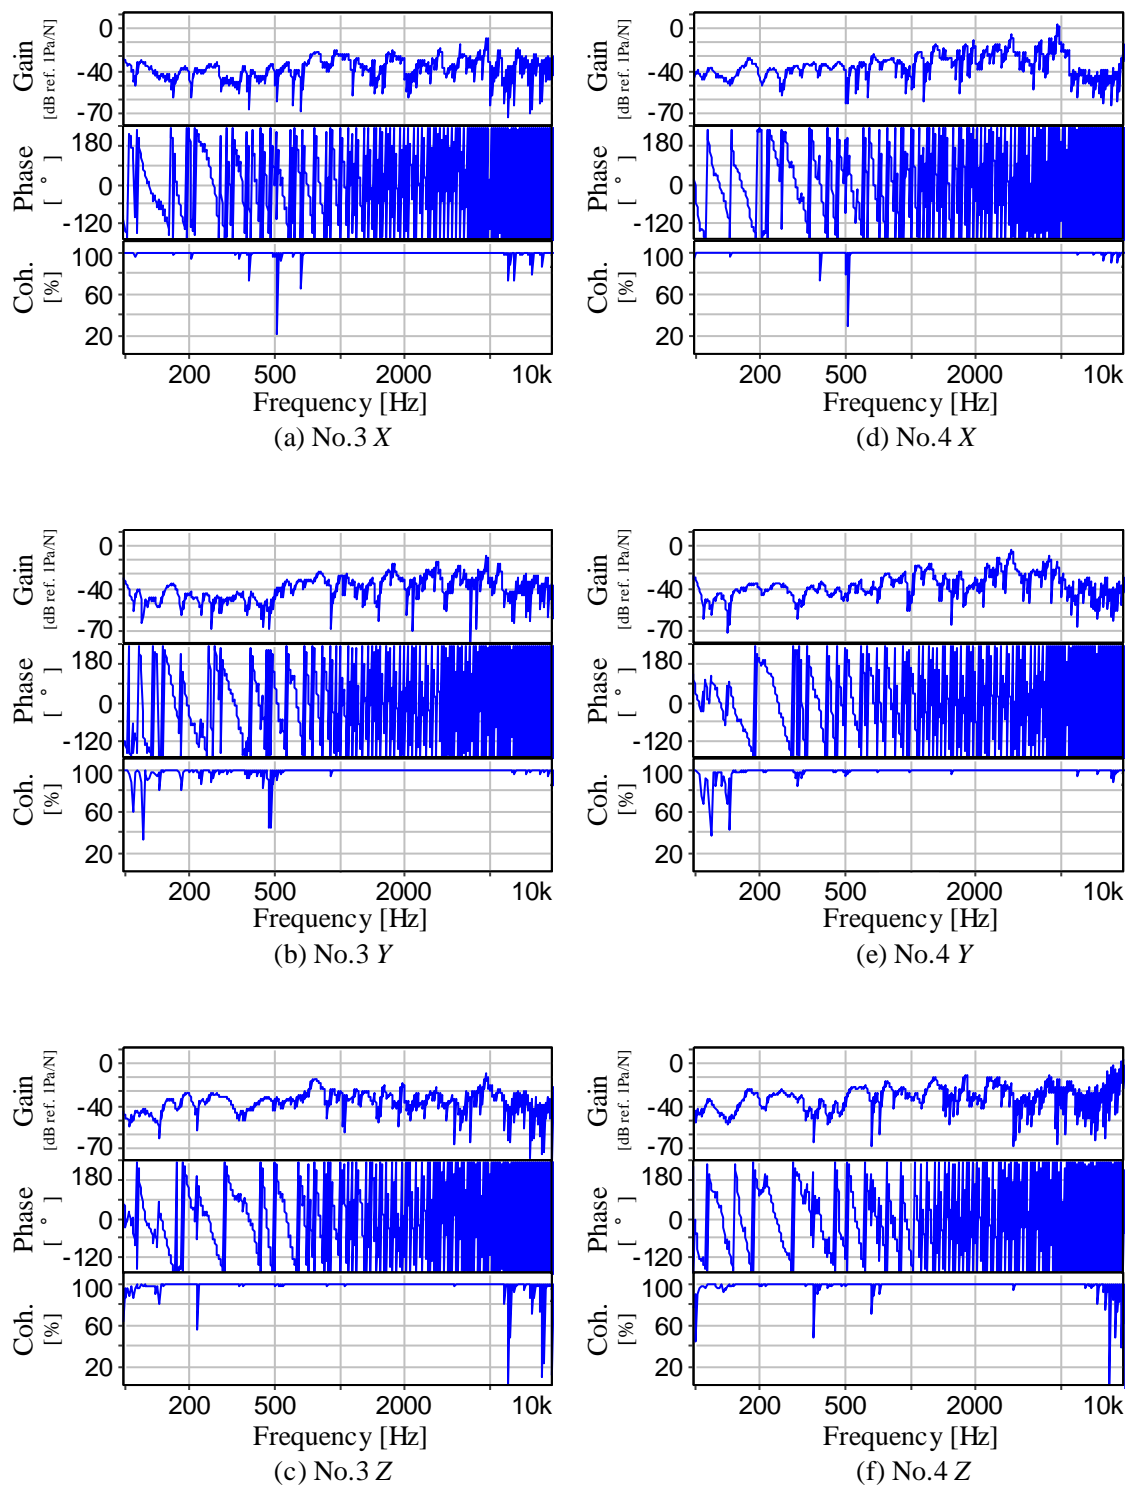 Gain
[dB ref. 1Pa/N]
0
-40
-70
Phase
[ ° ]
180
0
-120
Coh.
[%]
100
60
20
200 500 2000 10k
Frequency [Hz]
(a) No.3 X
Gain
[dB ref. 1Pa/N]
0
-40
-70
Phase
[ ° ]
180
0
-120
Coh.
[%]
100
60
20
200 500 2000 10k
Frequency [Hz]
(d) No.4 X
Gain
[dB ref. 1Pa/N]
0
-40
-70
Phase
[ ° ]
180
0
-120
Coh.
[%]
100
60
20
200 500 2000 10k
Frequency [Hz]
(b) No.3 Y
Gain
[dB ref. 1Pa/N]
0
-40
-70
Phase
[ ° ]
180
0
-120
Coh.
[%]
100
60
20
200 500 2000 10k
Frequency [Hz]
(e) No.4 Y
Gain
[dB ref. 1Pa/N]
0
-40
-70
Phase
[ ° ]
180
0
-120
Coh.
[%]
100
60
20
200 500 2000 10k
Frequency [Hz]
(c) No.3 Z
Gain
[dB ref. 1Pa/N]
0
-40
-70
Phase
[ ° ]
180
0
-120
Coh.
[%]
100
60
20
200 500 2000 10k
Frequency [Hz]
(f) No.4 Z